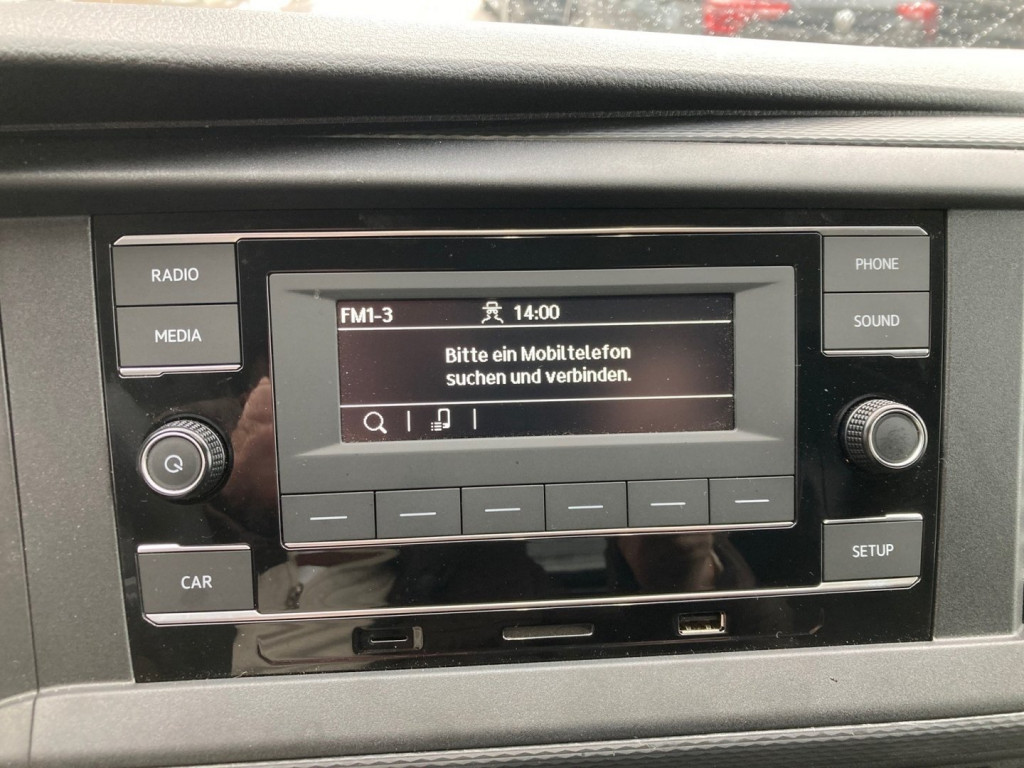 RADIO
MEDIA
FM1-3 14:00
Bitte ein Mobiltelefon
suchen und verbinden.
PHONE
SOUND
CAR
SETUP